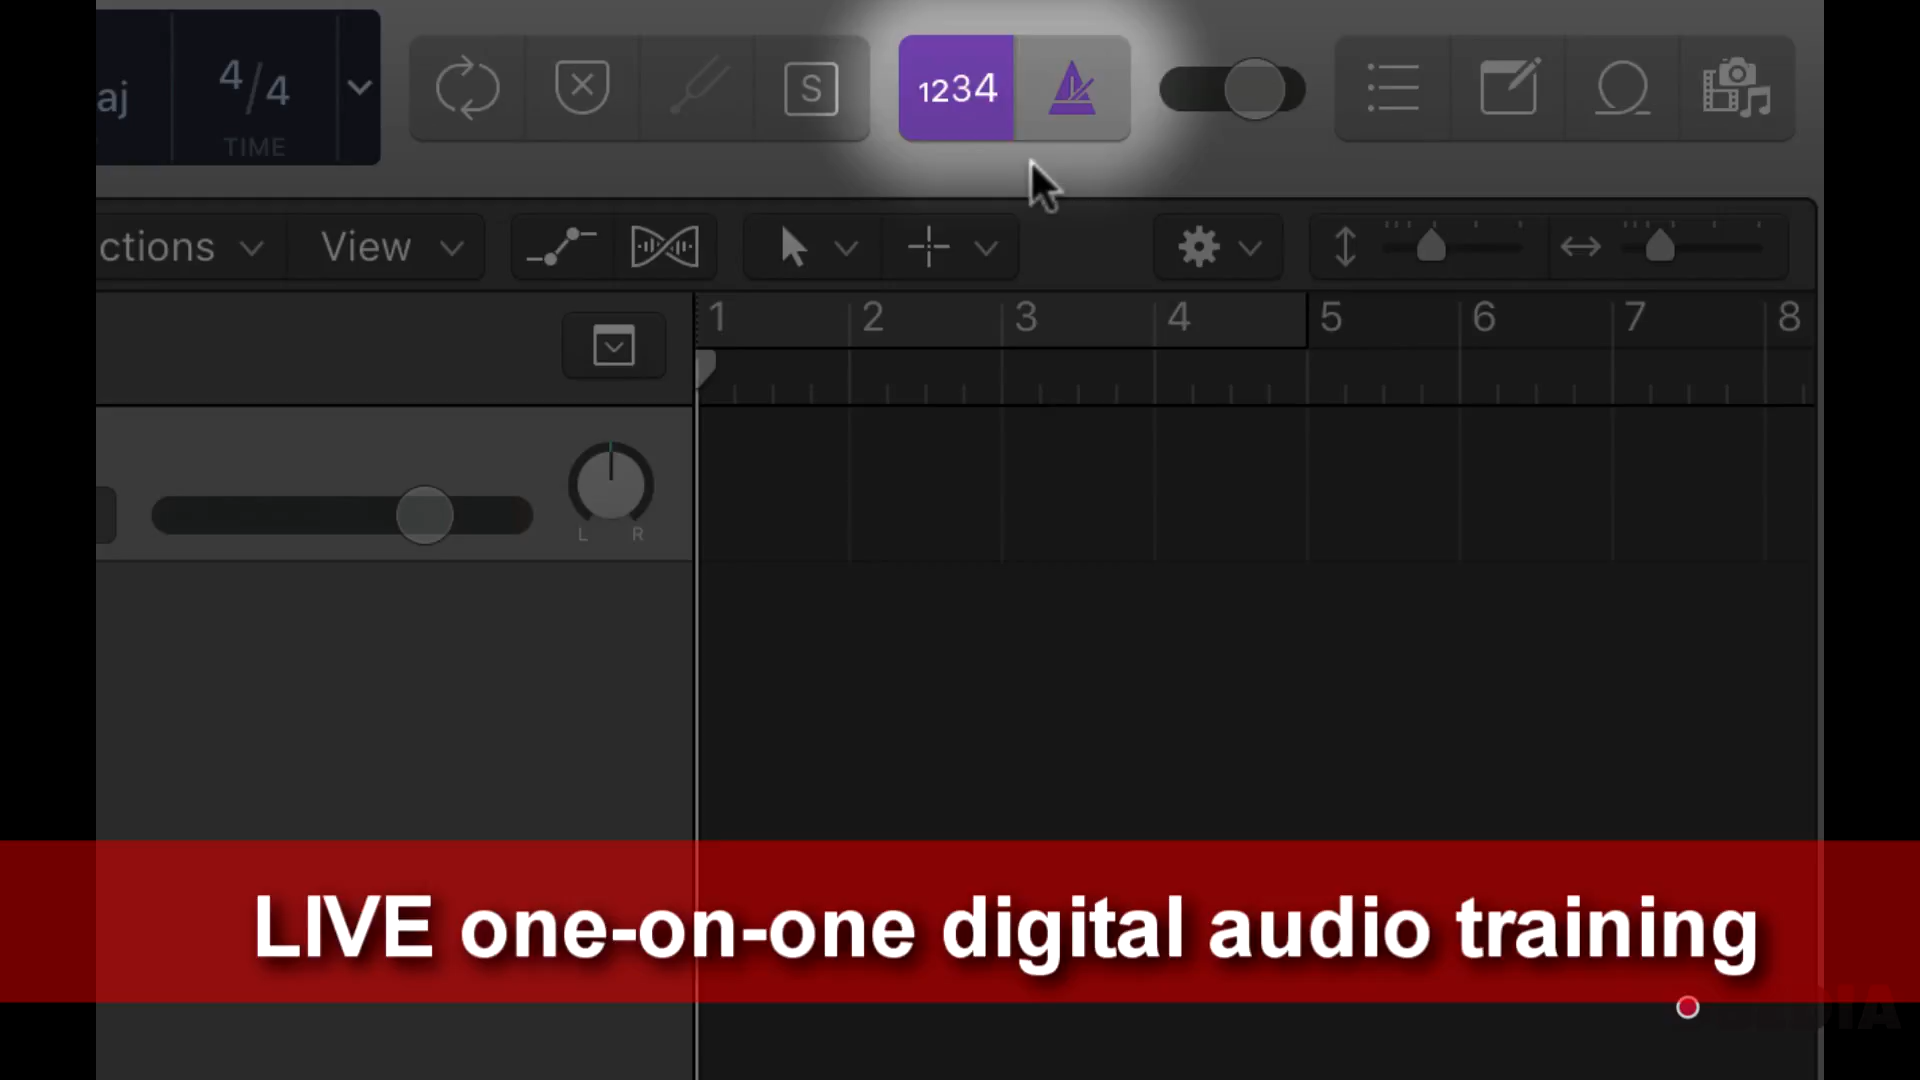 aj
4/4
TIME
S
1234
ctions
View
1 2 3 4 5 6 7 8
L R
LIVE one-on-one digital audio training